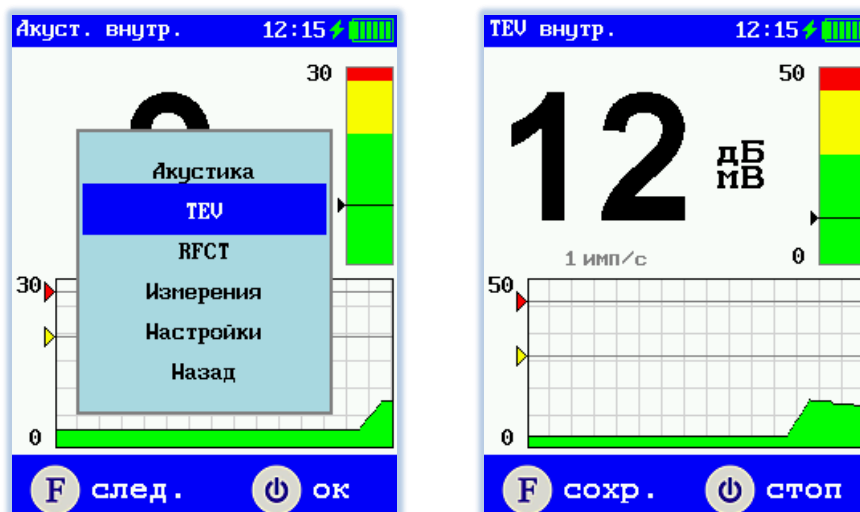 Акуст. внутр. 12:15
30
Акустика
TEV
RFCT
Измерения
Настройки
Назад
30
0
F след. ок
TEV внутр. 12:15
50
12 дБ
мВ
1 имп/с
0
50
0
F сохр. стоп